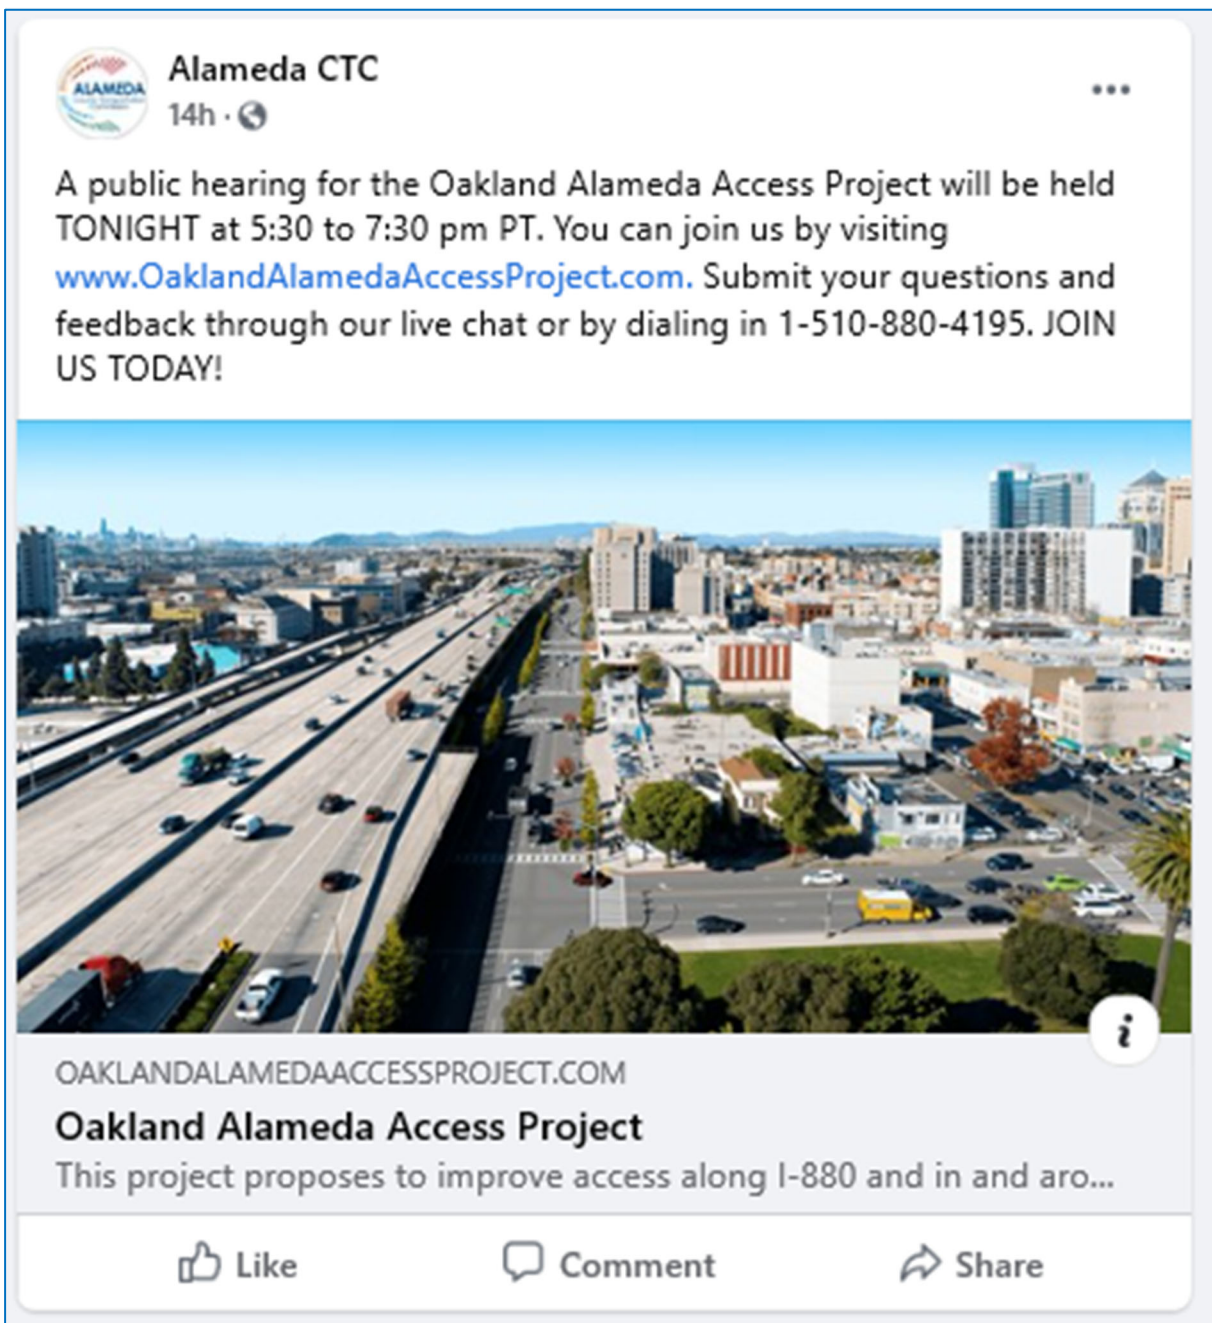 ALAMEDA
Alameda CTC
14h ·
A public hearing for the Oakland Alameda Access Project will be held
TONIGHT at 5:30 to 7:30 pm PT. You can join us by visiting
www.OaklandAlamedaAccessProject.com. Submit your questions and
feedback through our live chat or by dialing in 1-510-880-4195. JOIN
US TODAY!
i
OAKLANDALAMEDAACCESSPROJECT.COM
Oakland Alameda Access Project
This project proposes to improve access along I-880 and in and aro...
Like Comment Share